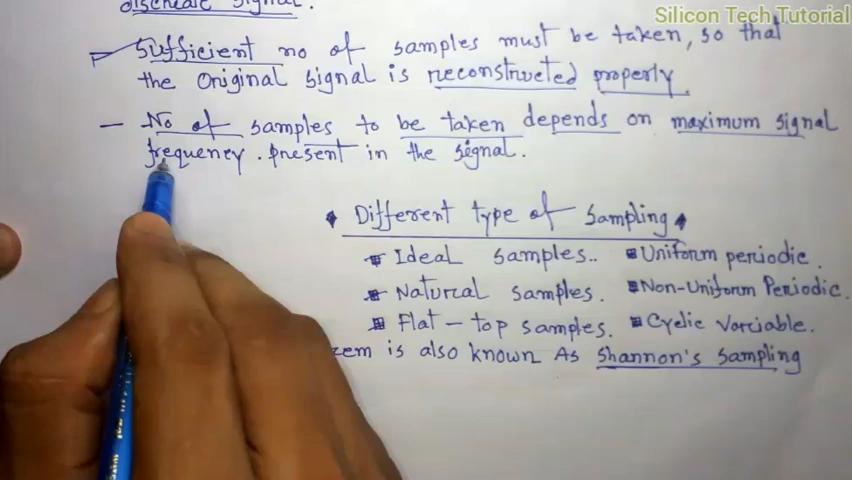 Silicon Tech Tutorial
discreate signal.
Sufficient no of samples must be taken, so that
the Original signal is reconstructed properly.
- No of samples to be taken depends on maximum signal
frequency. present in the signal.
Different type of Sampling
Ideal samples.. Uniform periodic.
Natural samples. Non-Uniform Periodic.
Flat-top samples. Cyclic Variable.
is also known As Shannon's sampling